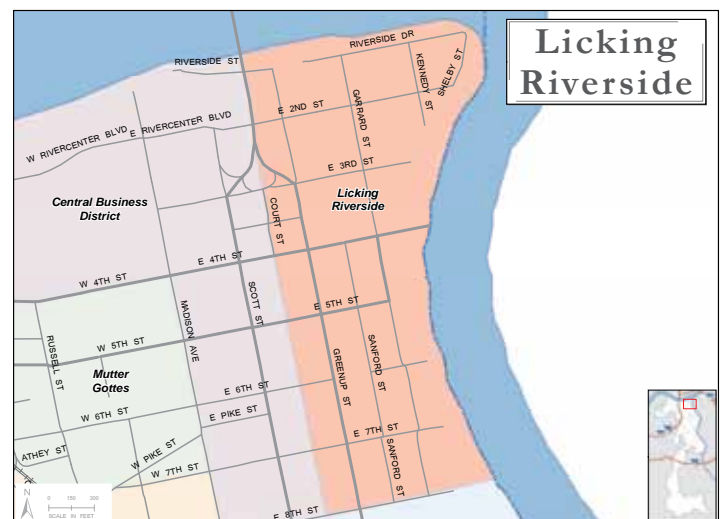 Licking
Riverside
RIVERSIDE DR
RIVERSIDE ST
KENNEDY ST
SHELBY ST
GARRARD ST
E 2ND ST
E RIVERCENTER BLVD
W RIVERCENTER BLVD
E 3RD ST
Central Business
District
Licking
Riverside
COURT ST
E 4TH ST
W 4TH ST
SCOTT ST
E 5TH ST
MADISON AVE
W 5TH ST
RUSSELL ST
SANFORD ST
GREENUP ST
Mutter
Gottes
E 6TH ST
E PIKE ST
W 6TH ST
E 7TH ST
SANFORD ST
ATHEY ST
W PIKE ST
W 7TH ST
E 8TH ST
N
0 150 300
SCALE IN FEET